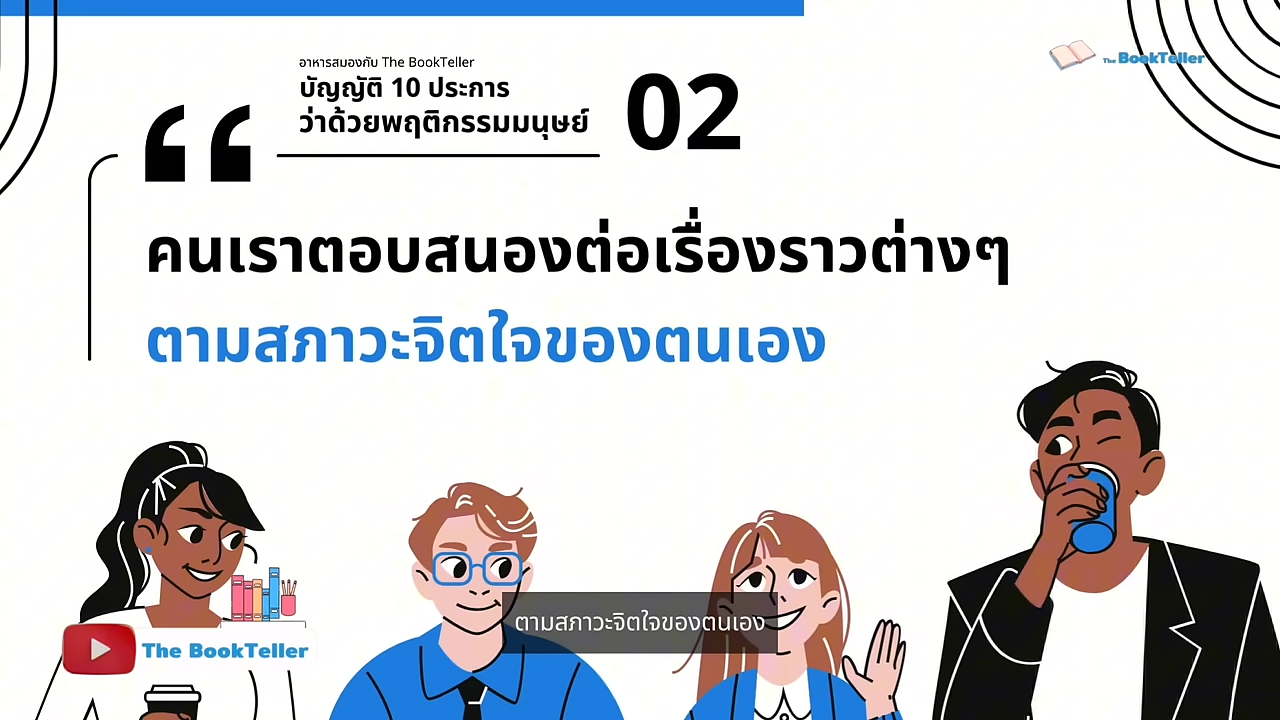 อาหารสมองกับ The BookTeller
บัญญัติ 10 ประการ
ว่าด้วยพฤติกรรมมนุษย์
02
The BookTeller
คนเราตอบสนองต่อเรื่องราวต่างๆ
ตามสภาวะจิตใจของตนเอง
ตามสภาวะจิตใจของตนเอง
The BookTeller